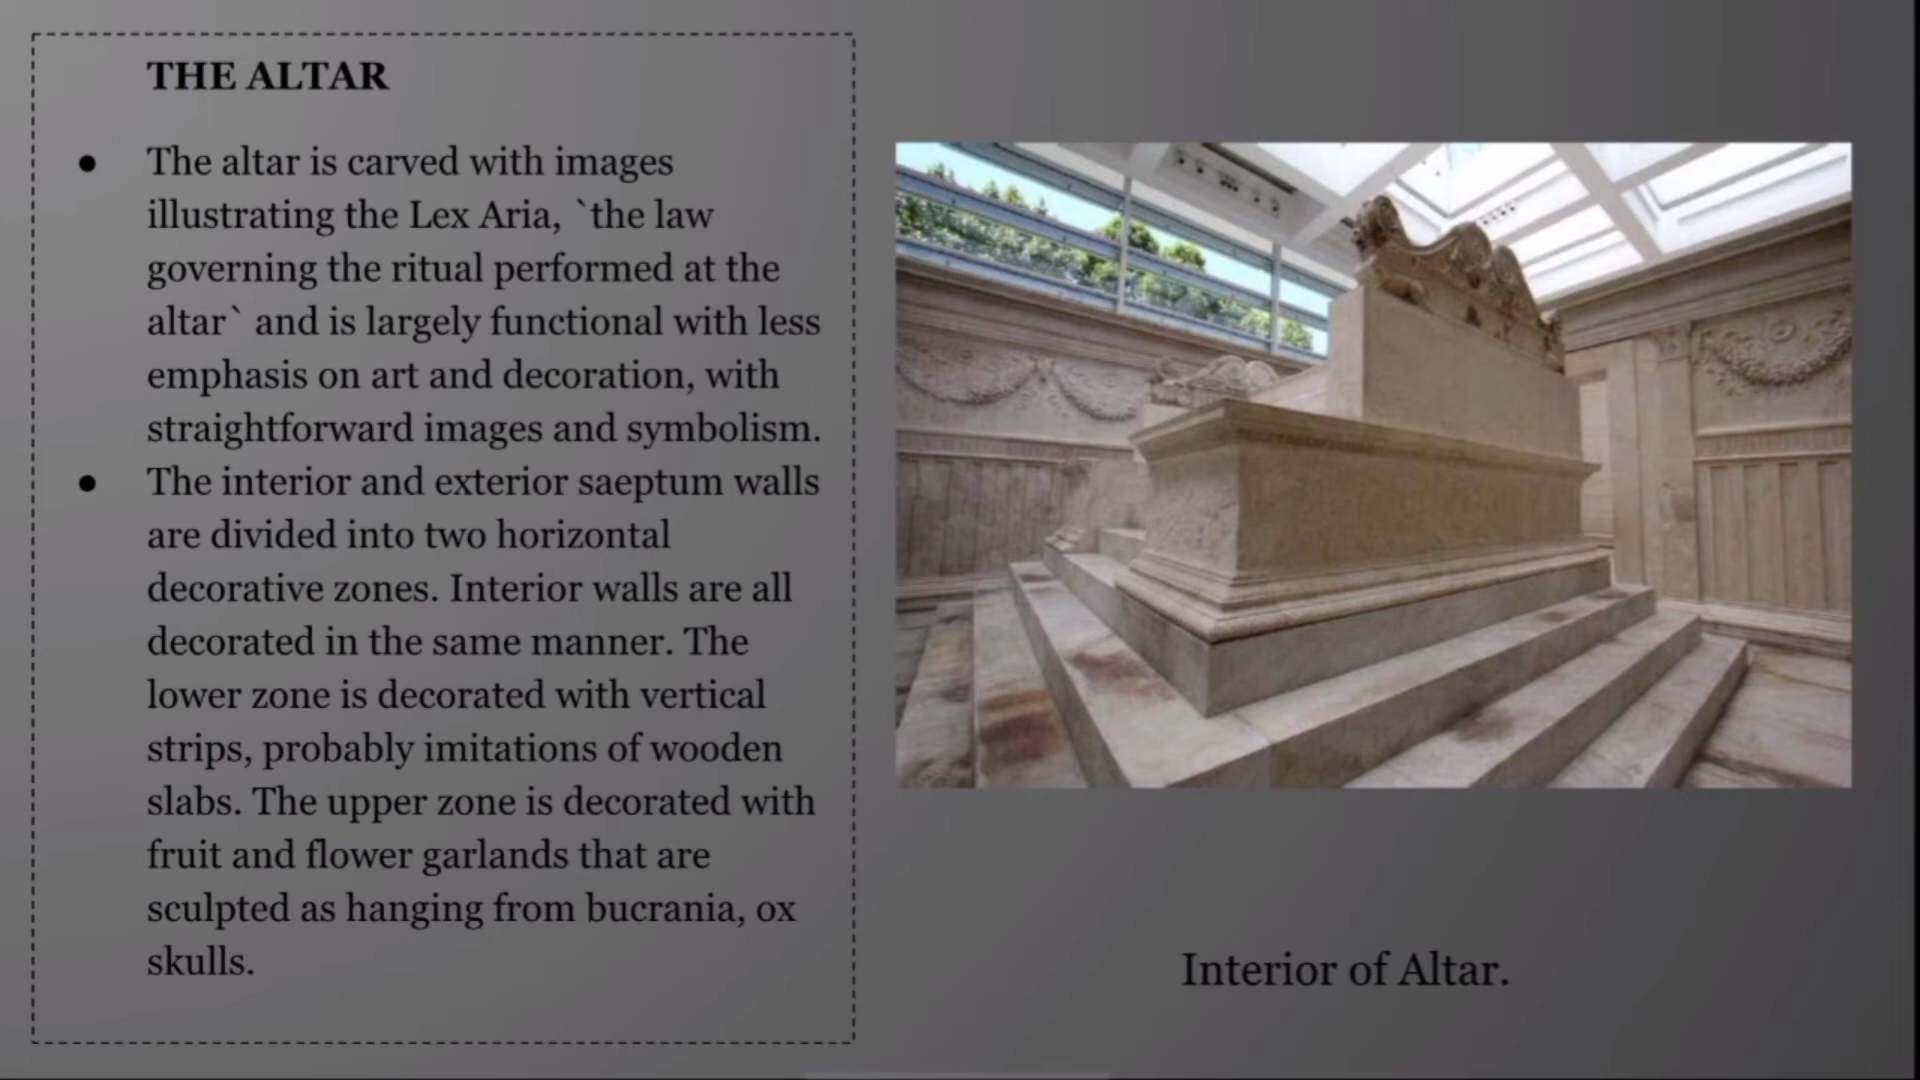 THE ALTAR
● The altar is carved with images
illustrating the Lex Aria, `the law
governing the ritual performed at the
altar` and is largely functional with less
emphasis on art and decoration, with
straightforward images and symbolism.
● The interior and exterior saeptum walls
are divided into two horizontal
decorative zones. Interior walls are all
decorated in the same manner. The
lower zone is decorated with vertical
strips, probably imitations of wooden
slabs. The upper zone is decorated with
fruit and flower garlands that are
sculpted as hanging from bucrania, ox
skulls.
Interior of Altar.